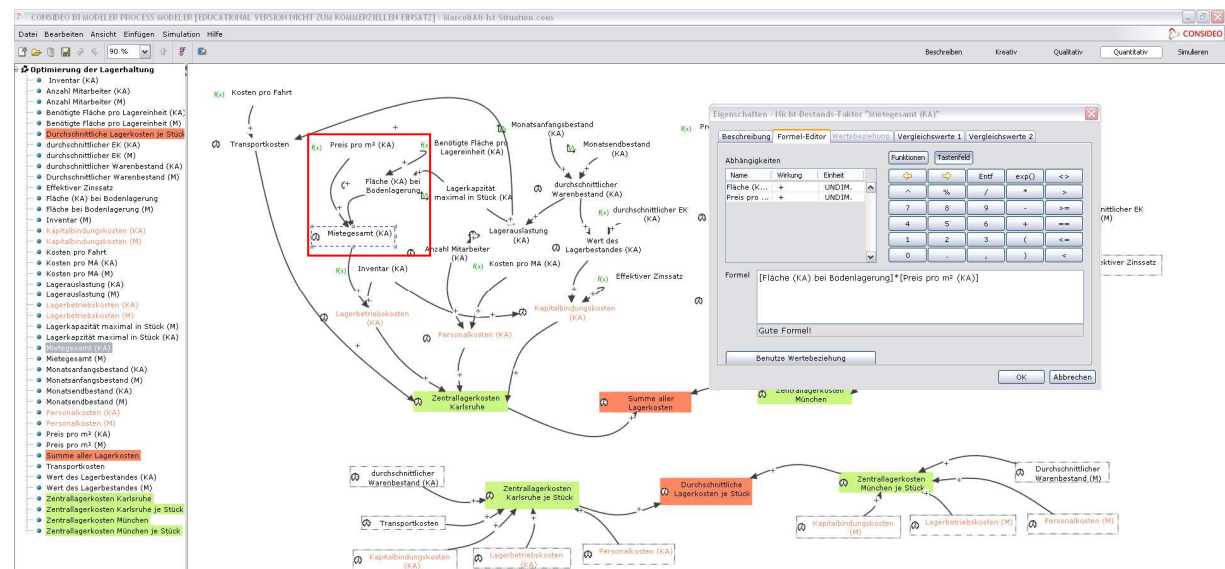 CONSIDEO BI MODELER PROCESS MODELER [EDUCATIONAL VERSION NICHT ZUM KOMMERZIELLEN EINSATZ] : MarcoIrAh-Ist-Situation.cons
Datei Bearbeiten Ansicht Einfügen Simulation Hilfe
CONSIDEO
90 %
Beschreiben Kreativ Qualitativ Quantitativ Simulieren
Optimierung der Lagerhaltung
Inventar (KA)
Anzahl Mitarbeiter (KA)
Anzahl Mitarbeiter (M)
Benötigte Fläche pro Lagereinheit (KA)
Benötigte Fläche pro Lagereinheit (M)
Durchschnittliche Lagerkosten je Stück
durchschnittlicher EK (KA)
durchschnittlicher EK (M)
durchschnittlicher Warenbestand (KA)
Durchschnittlicher Warenbestand (M)
Effektiver Zinssatz
Fläche (KA) bei Bodenlagerung
Fläche bei Bodenlagerung (M)
Inventar (M)
Kapitalbindungskosten (KA)
Kapitalbindungskosten (M)
Kosten pro Fahrt
Kosten pro MA (KA)
Kosten pro MA (M)
Lagerauslastung (KA)
Lagerauslastung (M)
Lagerbetriebskosten (KA)
Lagerbetriebskosten (M)
Lagerkapazität maximal in Stück (M)
Lagerkapzität maximal in Stück (KA)
Mietegesamt (KA)
Mietegesamt (M)
Monatsanfangsbestand (KA)
Monatsanfangsbestand (M)
Monatsendbestand (KA)
Monatsendbestand (M)
Personalkosten (KA)
Personalkosten (M)
Preis pro m² (KA)
Preis pro m² (M)
Summe aller Lagerkosten
Transportkosten
Wert des Lagerbestandes (KA)
Wert des Lagerbestandes (M)
Zentrallagerkosten Karlsruhe
Zentrallagerkosten Karlsruhe je Stück
Zentrallagerkosten München
Zentrallagerkosten München je Stück
f(x) Kosten pro Fahrt
Transportkosten
f(x) Preis pro m² (KA)
Benötigte Fläche pro
Lagereinheit (KA)
Fläche (KA) bei
Bodenlagerung
Mietegesamt (KA)
Lagerkapzität
maximal in Stück (KA)
Monatsanfangsbestand
(KA)
Monatsendbestand
(KA)
durchschnittlicher
Warenbestand (KA)
f(x) durchschnittlicher EK
(KA)
Lagerauslastung
(KA)
Wert des
Lagerbestandes (KA)
Anzahl Mitarbeiter
(KA)
f(x) Kosten pro MA (KA)
f(x) Inventar (KA)
f(x) Effektiver Zinssatz
Lagerbetriebskosten
(KA)
Personalkosten (KA)
Kapitalbindungskosten
(KA)
Zentrallagerkosten
Karlsruhe
Summe aller
Lagerkosten
Zentrallagerkosten
München
Eigenschaften - Nicht-Bestands-Faktor "Mietegesamt (KA)"
Beschreibung Formel-Editor Wertebeziehung Vergleichswerte 1 Vergleichswerte 2
Abhängigkeiten
Funktionen Tastenfeld
Name Wirkung Einheit
Fläche (K... + UNDIM.
Preis pro ... + UNDIM.
Entf exp() <>
^ % / * >
7 8 9 - >=
4 5 6 + ==
1 2 3 ( <=
0 . , ) <
Formel
[Fläche (KA) bei Bodenlagerung]*[Preis pro m² (KA)]
Gute Formel!
Benutze Wertebeziehung
OK Abbrechen
durchschnittlicher
Warenbestand (KA)
Transportkosten
Kapitalbindungskosten
(KA)
Lagerbetriebskosten
(KA)
Personalkosten (KA)
Zentrallagerkosten
Karlsruhe je Stück
Durchschnittliche
Lagerkosten je Stück
Zentrallagerkosten
München je Stück
Durchschnittlicher
Warenbestand (M)
Kapitalbindungskosten
(M)
Lagerbetriebskosten (M)
Personalkosten (M)